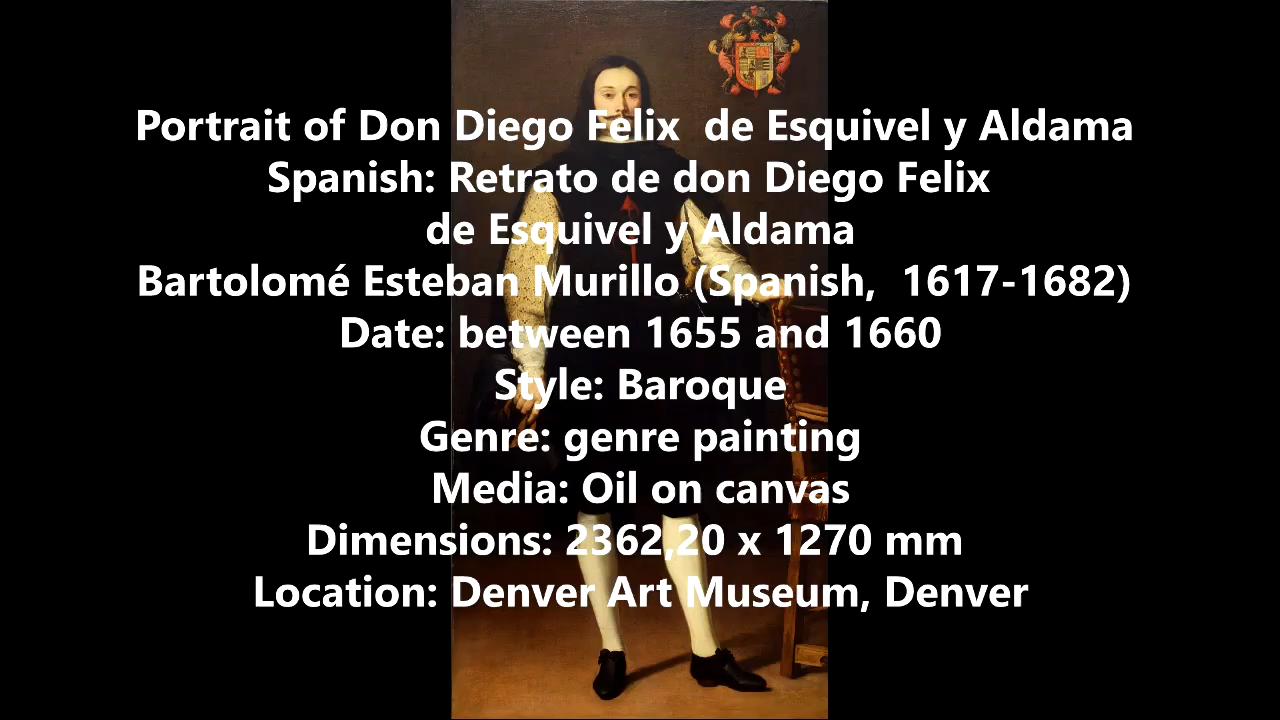 Portrait of Don Diego Felix  de Esquivel y Aldama
Spanish: Retrato de don Diego Felix
de Esquivel y Aldama
Bartolomé Esteban Murillo (Spanish,  1617-1682)
Date: between 1655 and 1660
Style: Baroque
Genre: genre painting
Media: Oil on canvas
Dimensions: 2362,20 x 1270 mm
Location: Denver Art Museum, Denver